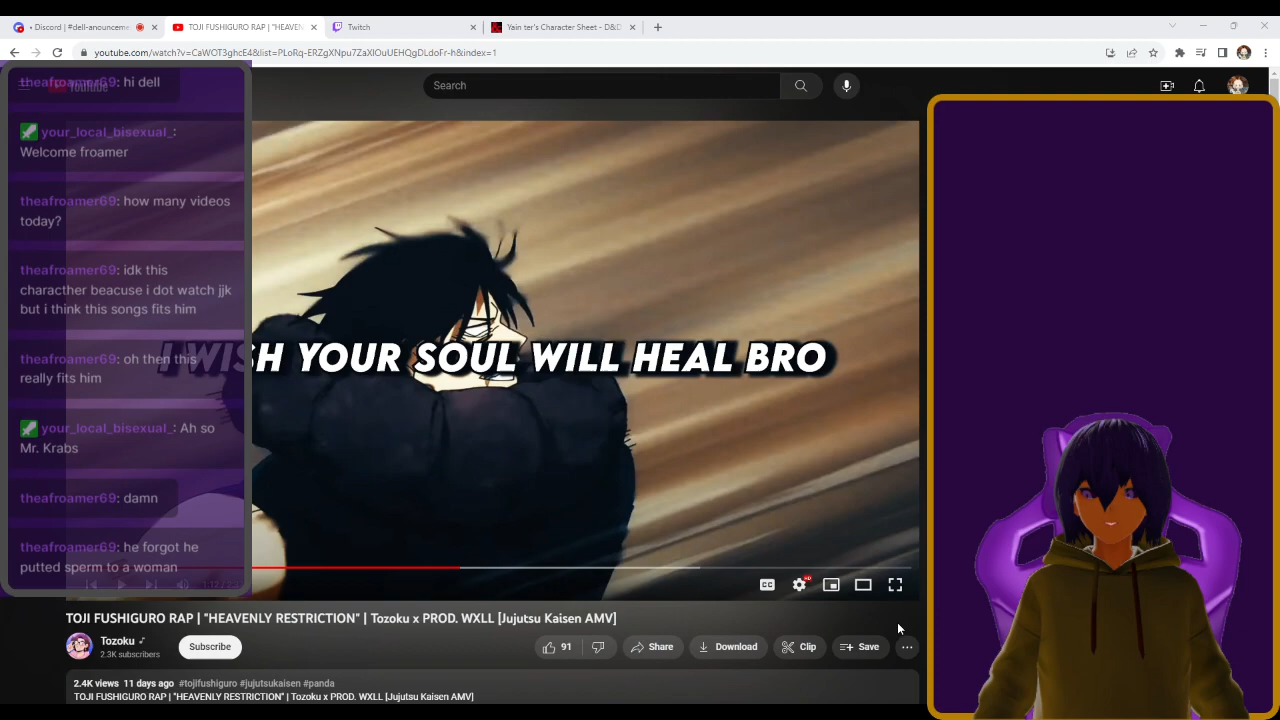 Discord | #dell-anounceme
TOJI FUSHIGURO RAP | "HEAVEN
Twitch
Yain ter's Character Sheet - D&D
youtube.com/watch?v=CaWOT3ghcE4&list=PLoRq-ERZgXNpu7ZaXIOuUEHQgDLdoFr-h&index=1
YouTube
Search
theafroamer69: hi dell
your_local_bisexual_:
Welcome froamer
theafroamer69: how many videos
today?
theafroamer69: idk this
characther beacuse i dot watch jjk
but i think this songs fits him
theafroamer69: oh then this
really fits him
your_local_bisexual_: Ah so
Mr. Krabs
theafroamer69: damn
theafroamer69: he forgot he
putted sperm to a woman
I WISH YOUR SOUL WILL HEAL BRO
CC
HD
TOJI FUSHIGURO RAP | "HEAVENLY RESTRICTION" | Tozoku x PROD. WXLL [Jujutsu Kaisen AMV]
Tozoku
2.3K subscribers
Subscribe
91
Share
Download
Clip
Save
2.4K views 11 days ago #tojifushiguro #jujutsukaisen #panda
TOJI FUSHIGURO RAP | "HEAVENLY RESTRICTION" | Tozoku x PROD. WXLL [Jujutsu Kaisen AMV]